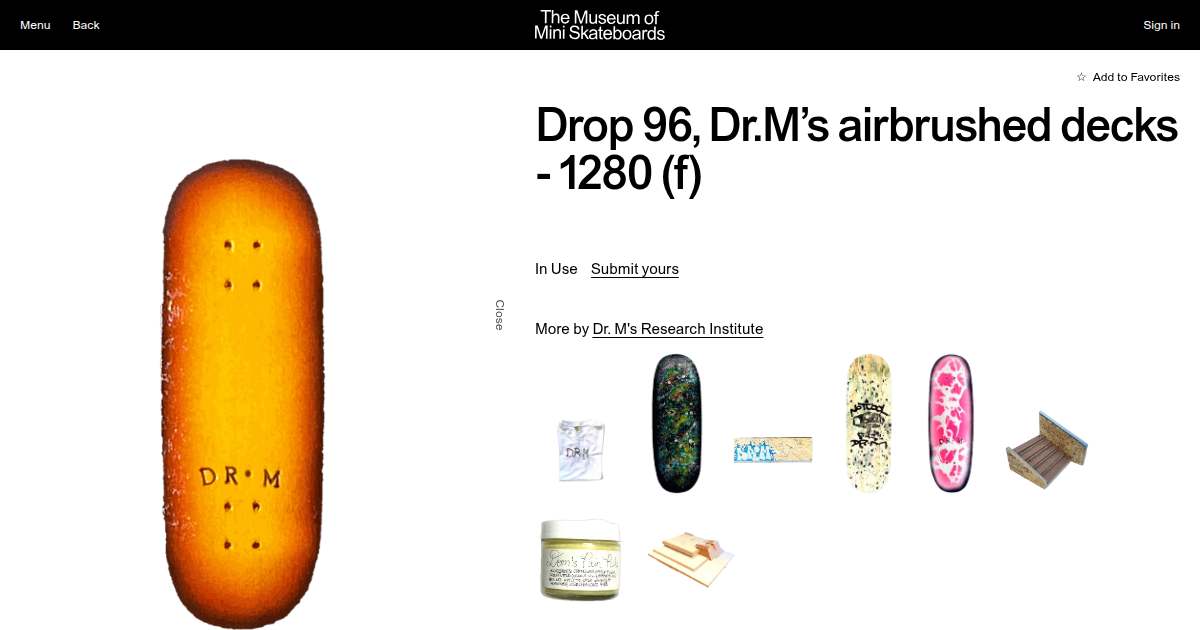 Menu
Back
The Museum of
Mini Skateboards
Sign in
☆ Add to Favorites
Drop 96, Dr.M’s airbrushed decks
- 1280 (f)
In Use
Submit yours
Close
More by Dr. M's Research Institute
DR•M
DR M